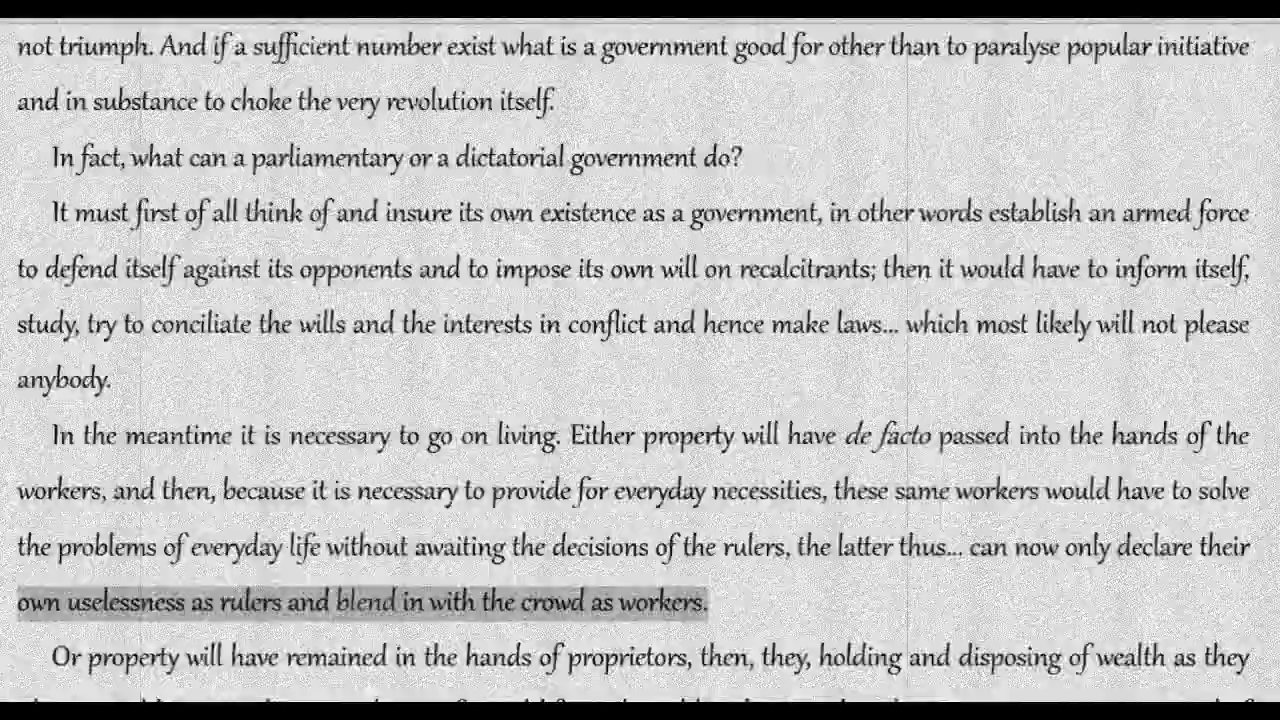 not triumph. And if a sufficient number exist what is a government good for other than to paralyse popular initiative
and in substance to choke the very revolution itself.
In fact, what can a parliamentary or a dictatorial government do?
It must first of all think of and insure its own existence as a government, in other words establish an armed force
to defend itself against its opponents and to impose its own will on recalcitrants; then it would have to inform itself,
study, try to conciliate the wills and the interests in conflict and hence make laws... which most likely will not please
anybody.
In the meantime it is necessary to go on living. Either property will have de facto passed into the hands of the
workers, and then, because it is necessary to provide for everyday necessities, these same workers would have to solve
the problems of everyday life without awaiting the decisions of the rulers, the latter thus... can now only declare their
own uselessness as rulers and blend in with the crowd as workers.
Or property will have remained in the hands of proprietors, then, they, holding and disposing of wealth as they